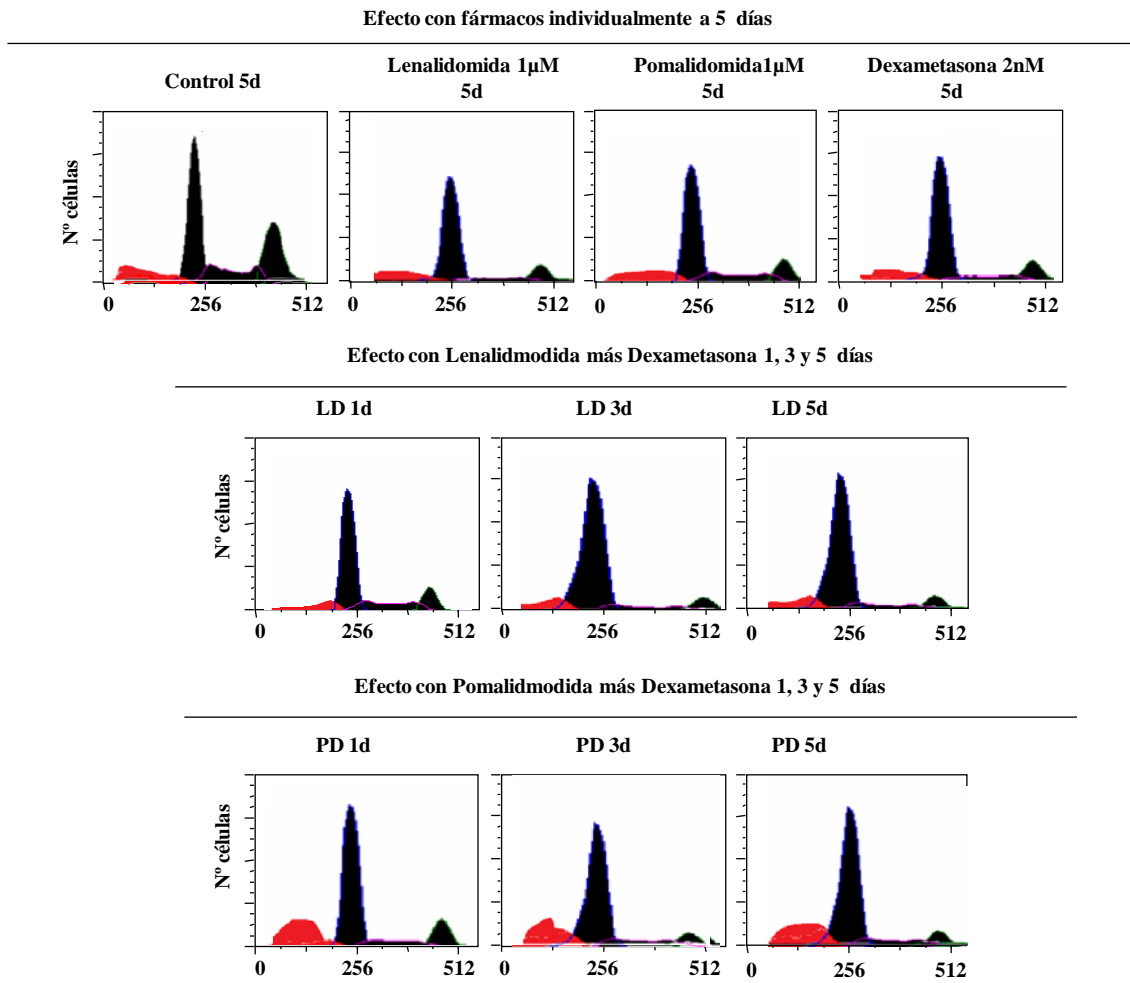 Efecto con fármacos individualmente a 5 días
Control 5d
Lenalidomida 1µM
5d
Pomalidomida1µM
5d
Dexametasona 2nM
5d
Nº células
0 256 512
0 256 512
0 256 512
0 256 512
Efecto con Lenalidmodida más Dexametasona 1, 3 y 5 días
LD 1d
LD 3d
LD 5d
Nº células
0 256 512
0 256 512
0 256 512
Efecto con Pomalidmodida más Dexametasona 1, 3 y 5 días
PD 1d
PD 3d
PD 5d
Nº células
0 256 512
0 256 512
0 256 512